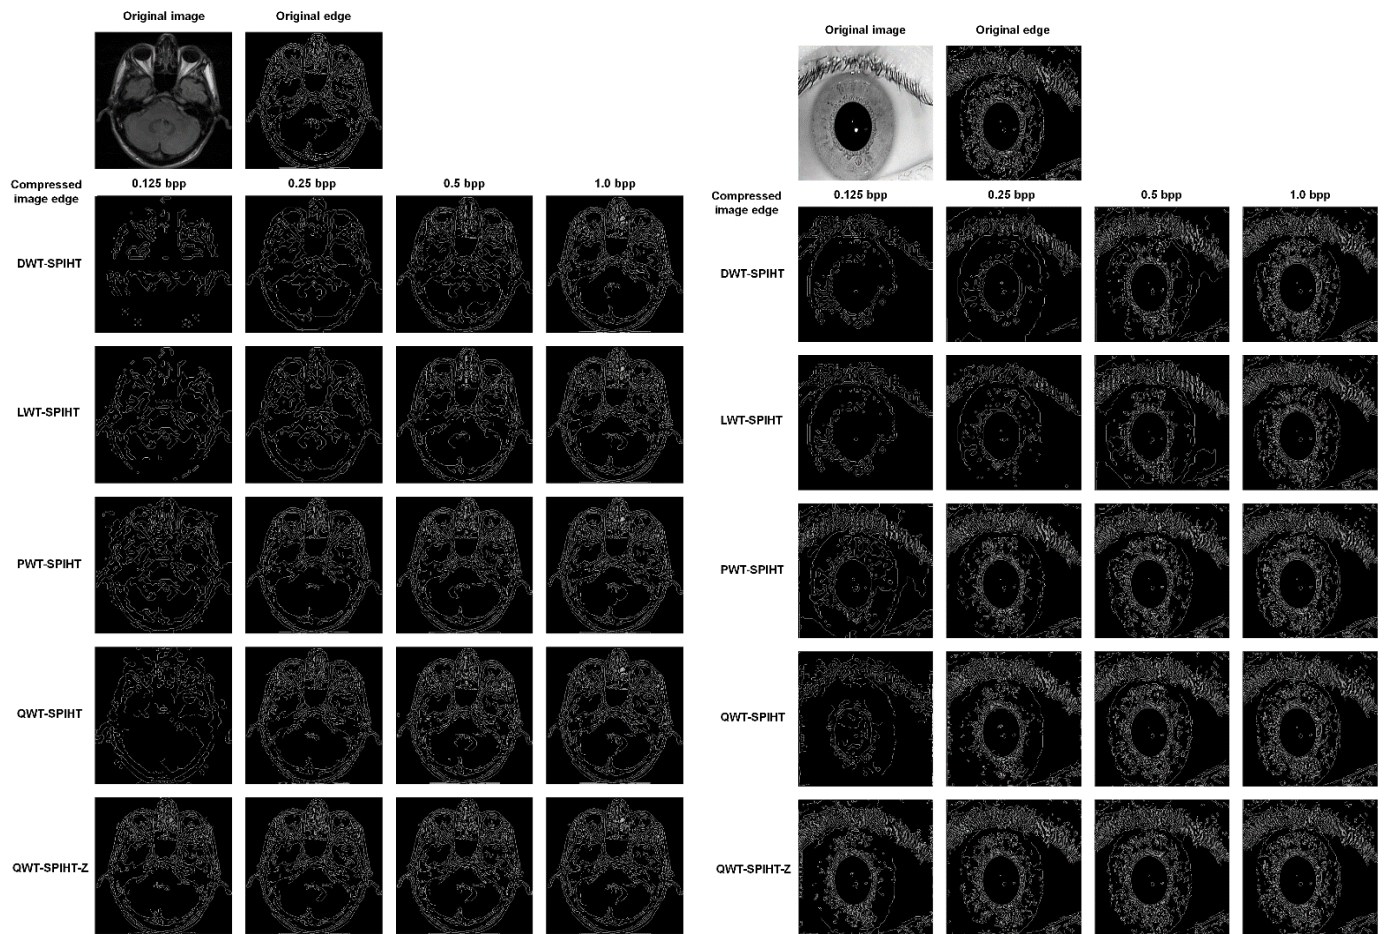 Original image
Original edge
Compressed
image edge
0.125 bpp
0.25 bpp
0.5 bpp
1.0 bpp
DWT-SPIHT
LWT-SPIHT
PWT-SPIHT
QWT-SPIHT
QWT-SPIHT-Z
Original image
Original edge
Compressed
image edge
0.125 bpp
0.25 bpp
0.5 bpp
1.0 bpp
DWT-SPIHT
LWT-SPIHT
PWT-SPIHT
QWT-SPIHT
QWT-SPIHT-Z